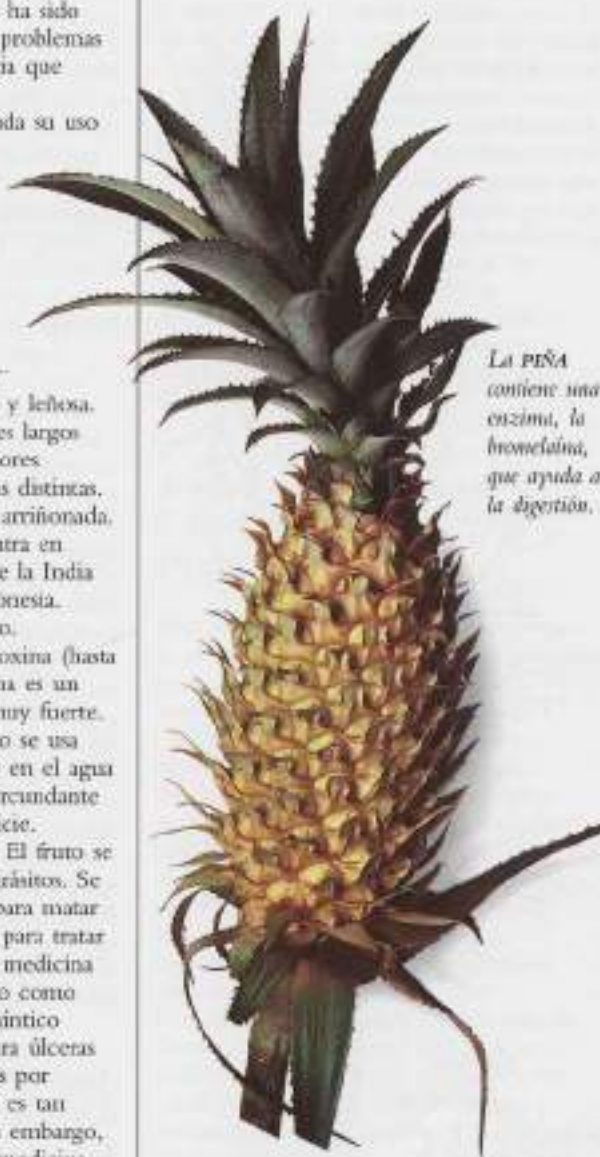 ha sido
problemas
que
da su uso
y leñosa.
es largos
ores
s distintas.
arriñonada.
tra en
e la India
onesia.
o.
oxina (hasta
na es un
nuy fuerte.
o se usa
en el agua
rcundante
cie.
El fruto se
rásitos. Se
para matar
para tratar
medicina
o como
intico
ra úlceras
s por
es tan
embargo,
La PIÑA
contiene una
enzima, la
bromelaína,
que ayuda a
la digestión.